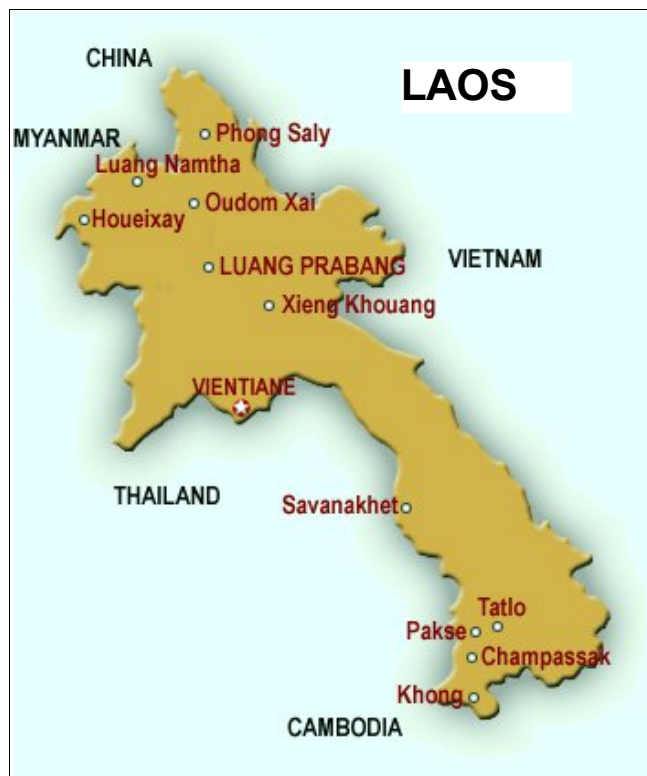 CHINA
LAOS
MYANMAR
Phong Saly
Luang Namtha
Oudom Xai
Houeixay
VIETNAM
LUANG PRABANG
Xieng Khouang
VIENTIANE
THAILAND
Savanakhet
Tatlo
Pakse
Champassak
Khong
CAMBODIA